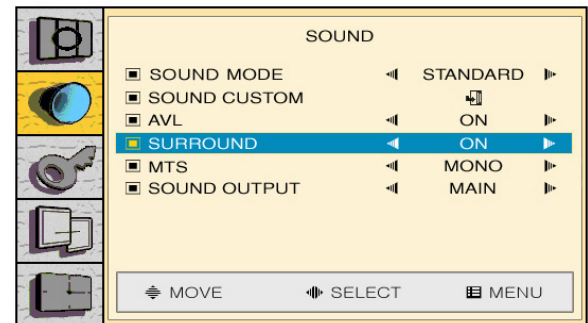 SOUND
SOUND MODE STANDARD
SOUND CUSTOM
AVL ON
SURROUND ON
MTS MONO
SOUND OUTPUT MAIN
MOVE SELECT MENU